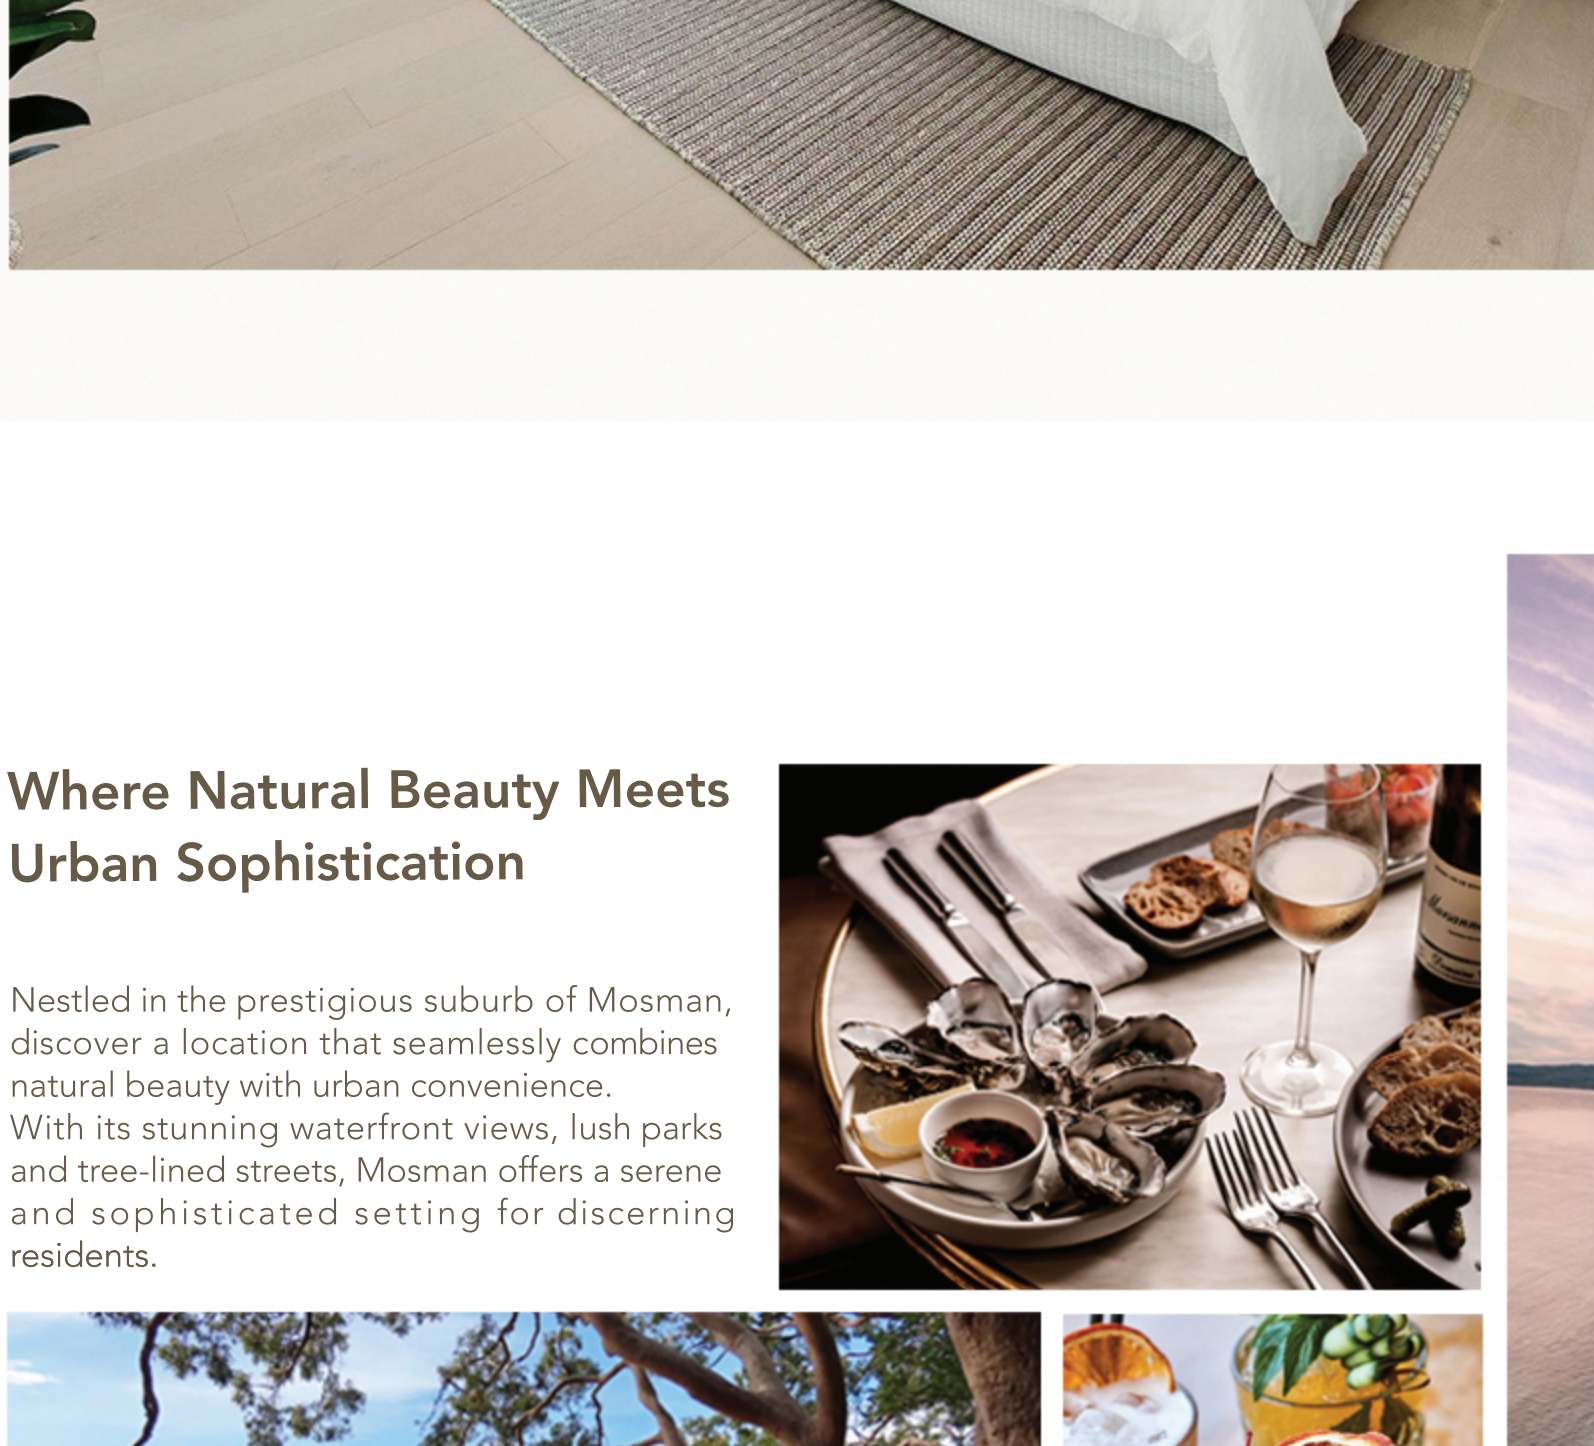 Where Natural Beauty Meets
Urban Sophistication
Nestled in the prestigious suburb of Mosman,
discover a location that seamlessly combines
natural beauty with urban convenience.
With its stunning waterfront views, lush parks
and tree-lined streets, Mosman offers a serene
and sophisticated setting for discerning
residents.